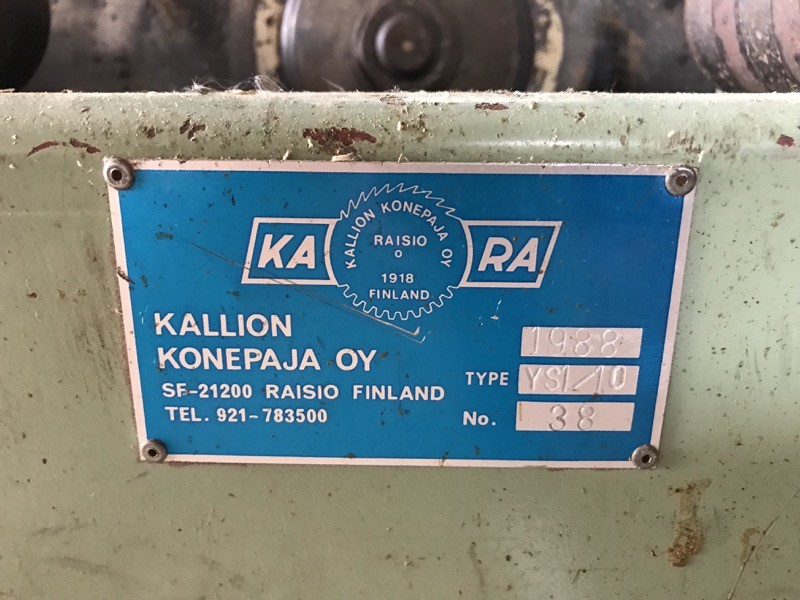 KA
KALLION KONEPAJA OY
RAISIO
1918
FINLAND
RA
KALLION
KONEPAJA OY
SF-21200 RAISIO FINLAND
TEL. 921-783500
1988
TYPE YS1/10
No. 38